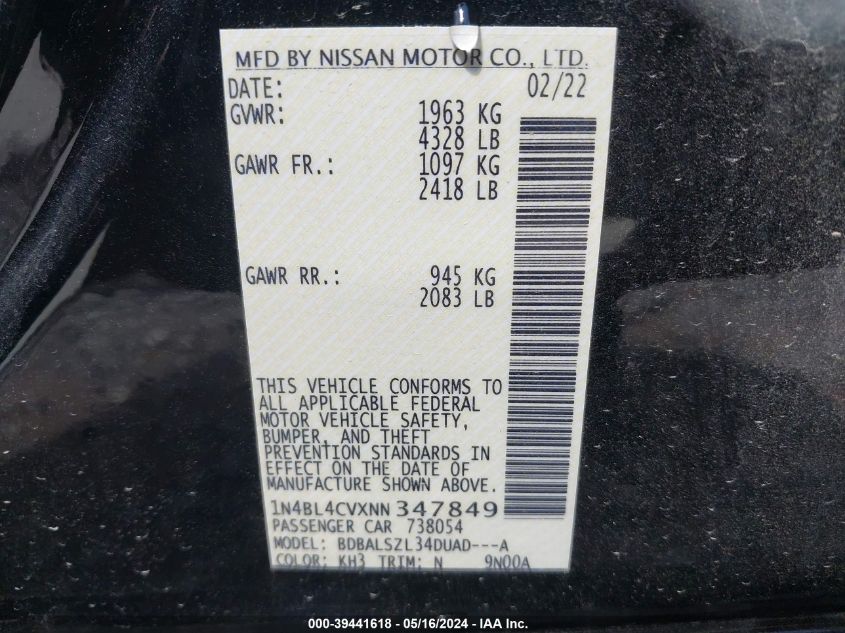 MFD BY NISSAN MOTOR CO., LTD.
DATE: 02/22
GVWR: 1963 KG
4328 LB
GAWR FR.: 1097 KG
2418 LB
GAWR RR.: 945 KG
2083 LB
THIS VEHICLE CONFORMS TO
ALL APPLICABLE FEDERAL
MOTOR VEHICLE SAFETY,
BUMPER, AND THEFT
PREVENTION STANDARDS IN
EFFECT ON THE DATE OF
MANUFACTURE SHOWN ABOVE.
1N4BL4CVXNN347849
PASSENGER CAR 738054
MODEL: BDBALSZL34DUAD---A
COLOR: KH3 TRIM: N 9N00A
000-39441618 - 05/16/2024 - IAA Inc.